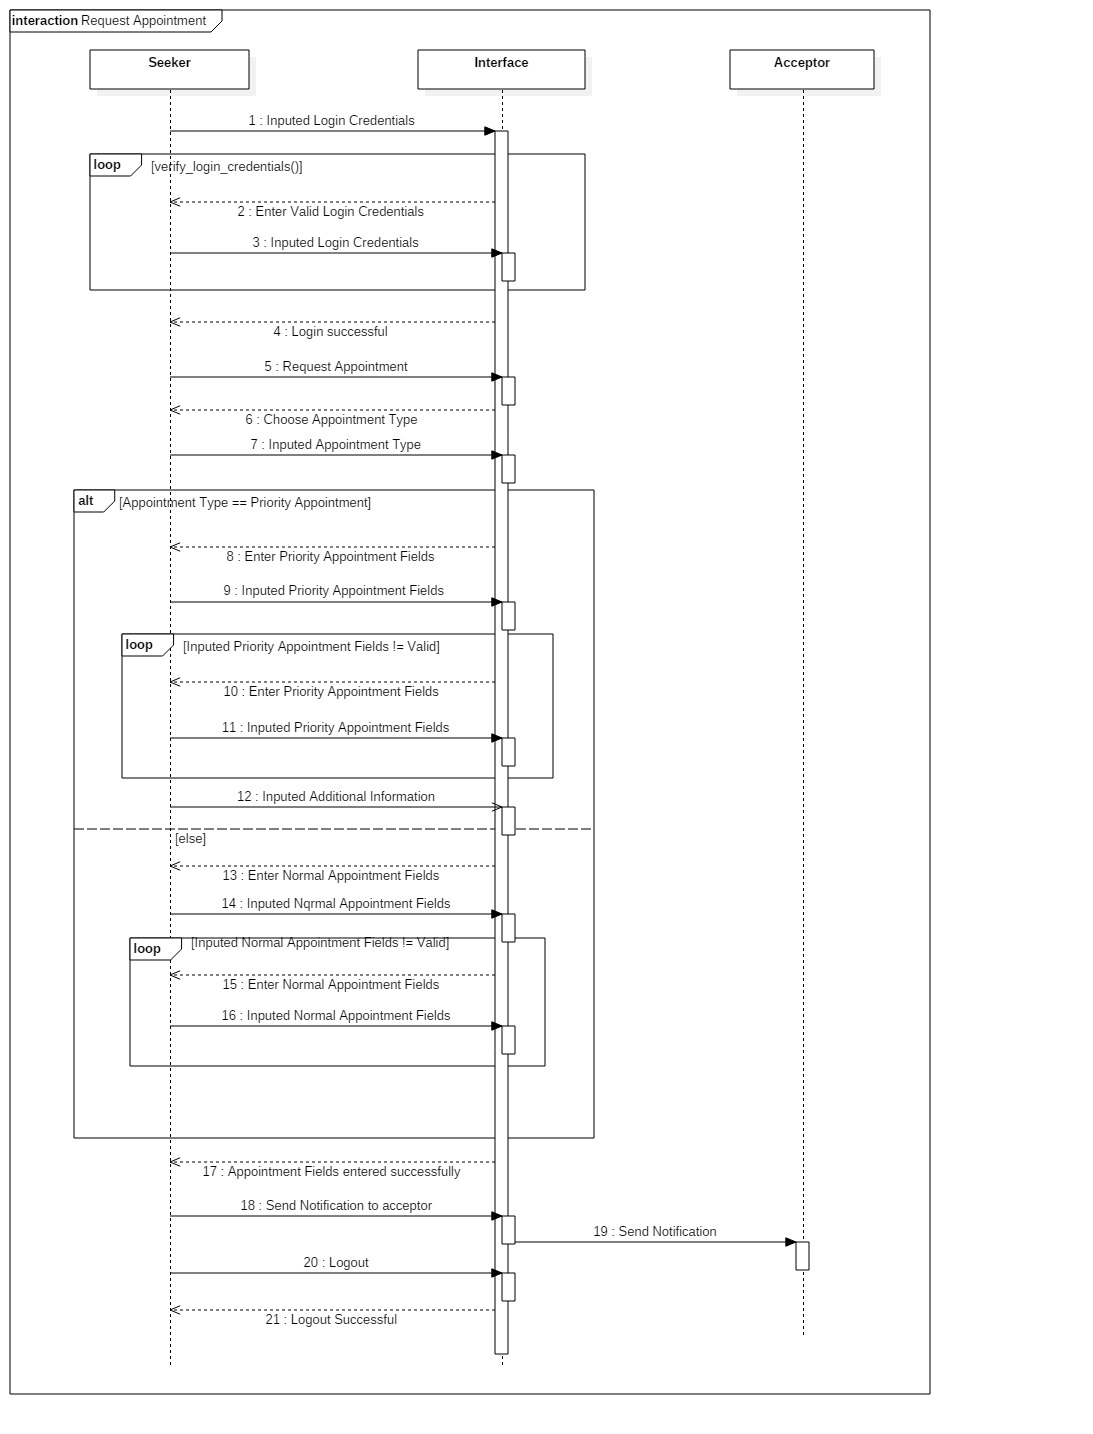 interaction Request Appointment
Seeker
Interface
Acceptor
1 : Inputed Login Credentials
loop
[verify_login_credentials()]
2 : Enter Valid Login Credentials
3 : Inputed Login Credentials
4 : Login successful
5 : Request Appointment
6 : Choose Appointment Type
7 : Inputed Appointment Type
alt
[Appointment Type == Priority Appointment]
8 : Enter Priority Appointment Fields
9 : Inputed Priority Appointment Fields
loop
[Inputed Priority Appointment Fields != Valid]
10 : Enter Priority Appointment Fields
11 : Inputed Priority Appointment Fields
12 : Inputed Additional Information
[else]
13 : Enter Normal Appointment Fields
14 : Inputed Nqrmal Appointment Fields
loop
[Inputed Normal Appointment Fields != Valid]
15 : Enter Normal Appointment Fields
16 : Inputed Normal Appointment Fields
17 : Appointment Fields entered successfully
18 : Send Notification to acceptor
19 : Send Notification
20 : Logout
21 : Logout Successful